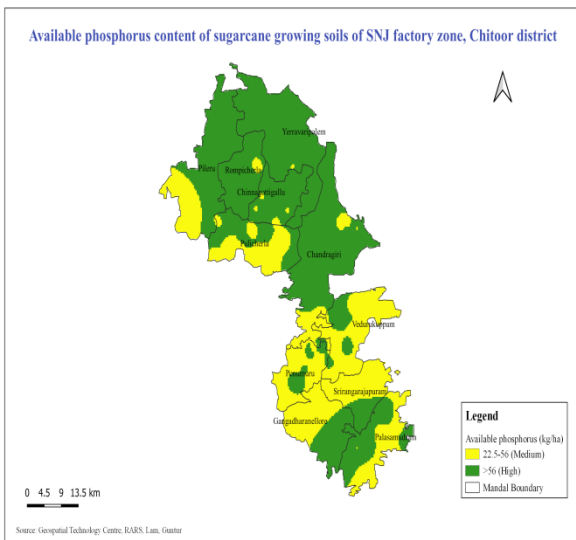 Available phosphorus content of sugarcane growing soils of SNJ factory zone, Chitoor district
Yerravaripalem
Pileru
Rompicherla
Chinnagottigallu
Pulicherla
Chandragiri
Vedurukuppam
Penumuru
Srirangarajapuram
Gangadharanellore
Palasamudram
Legend
Available phosphorus (kg/ha)
22.5-56 (Medium)
>56 (High)
Mandal Boundary
0 4.5 9 13.5 km
Source: Geospatial Technology Centre, RARS, Lam, Guntur